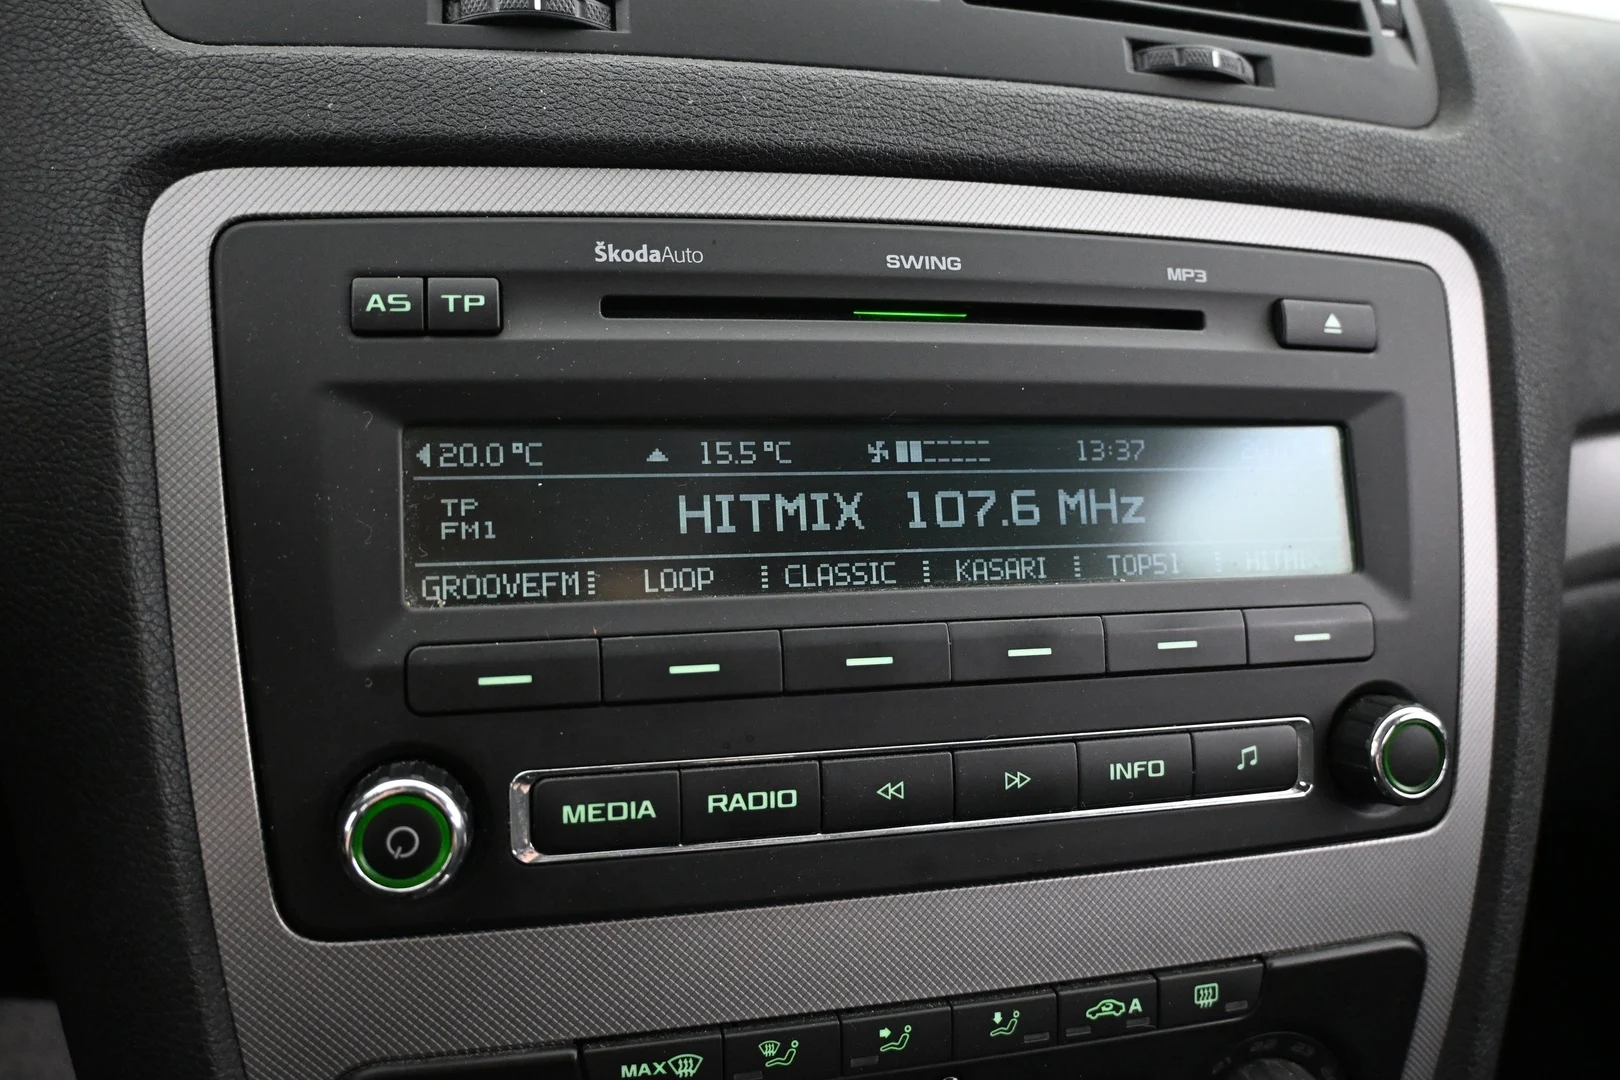 ŠkodaAuto SWING MP3
AS TP
20.0 °C 15.5 °C 13:37
TP
FM1
HITMIX 107.6 MHz
GROOVEFM LOOP CLASSIC KASARI TOP51 HITMIX
MEDIA RADIO INFO
MAX A